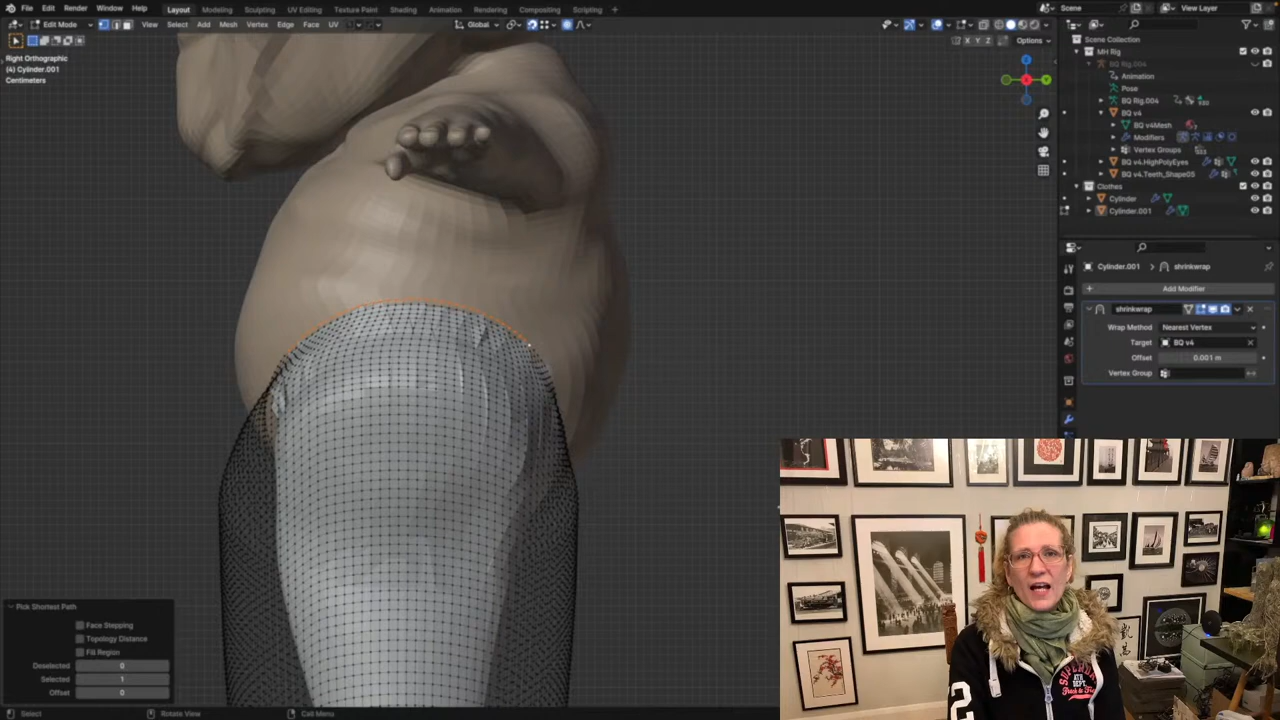 File Edit Render Window Help Layout Modeling Sculpting UV Editing Texture Paint Shading Animation Rendering Compositing Scripting +
Scene View Layer
Edit Mode View Select Add Mesh Vertex Edge Face UV Global
X Y Z Options
Right Orthographic
(4) Cylinder.001
Centimeters
Scene Collection
MH Rig
BQ Rig.004
Animation
Pose
BQ Rig.004
BQ v4
BQ v4Mesh
Modifiers
Vertex Groups
BQ v4.HighPolyEyes
BQ v4.Teeth_Shape05
Clothes
Cylinder
Cylinder.001
Cylinder.001 > shrinkwrap
+ Add Modifier
shrinkwrap
Wrap Method Nearest Vertex
Target BQ v4
Offset 0.001 m
Vertex Group
Pick Shortest Path
Face Stepping
Topology Distance
Fill Region
Deselected 0
Selected 1
Offset 0
Select Rotate View Call Menu